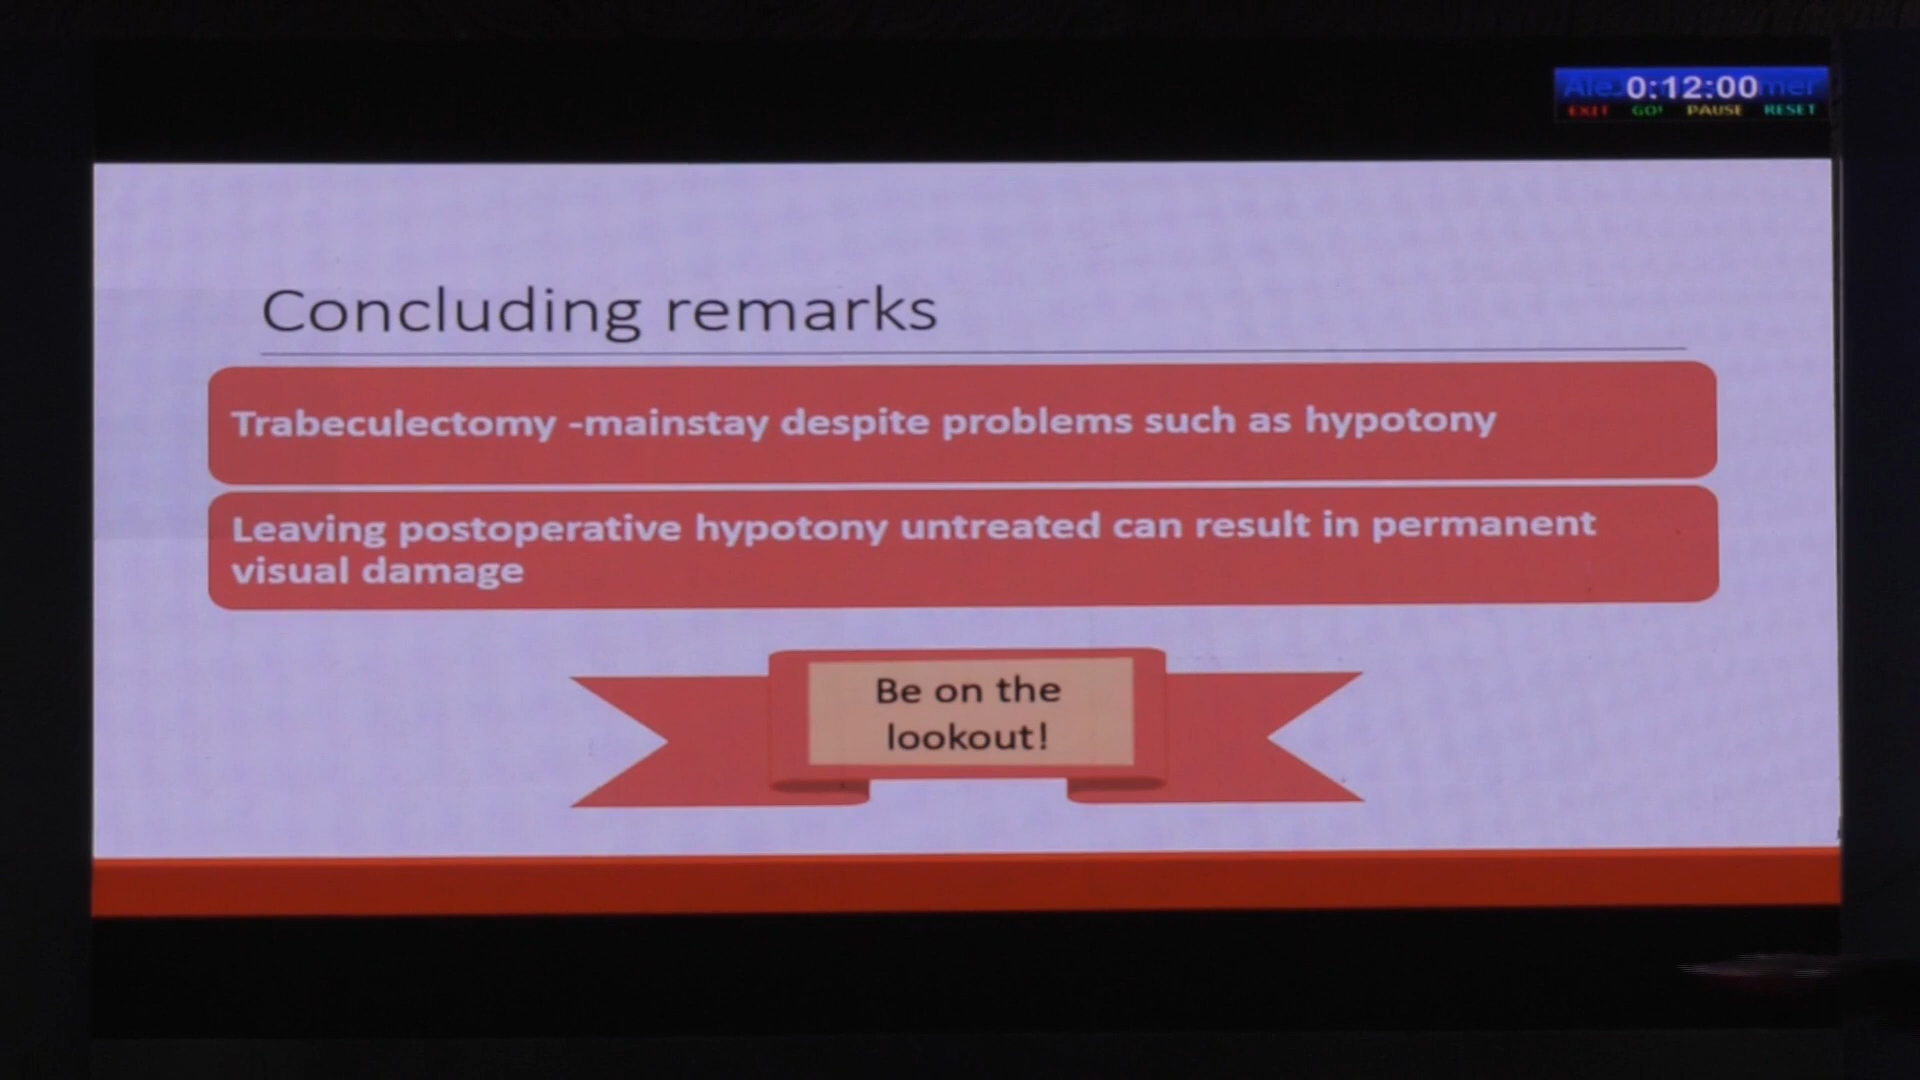 0:12:00
EXIT GO! PAUSE RESET
Concluding remarks
Trabeculectomy -mainstay despite problems such as hypotony
Leaving postoperative hypotony untreated can result in permanent
visual damage
Be on the
lookout!